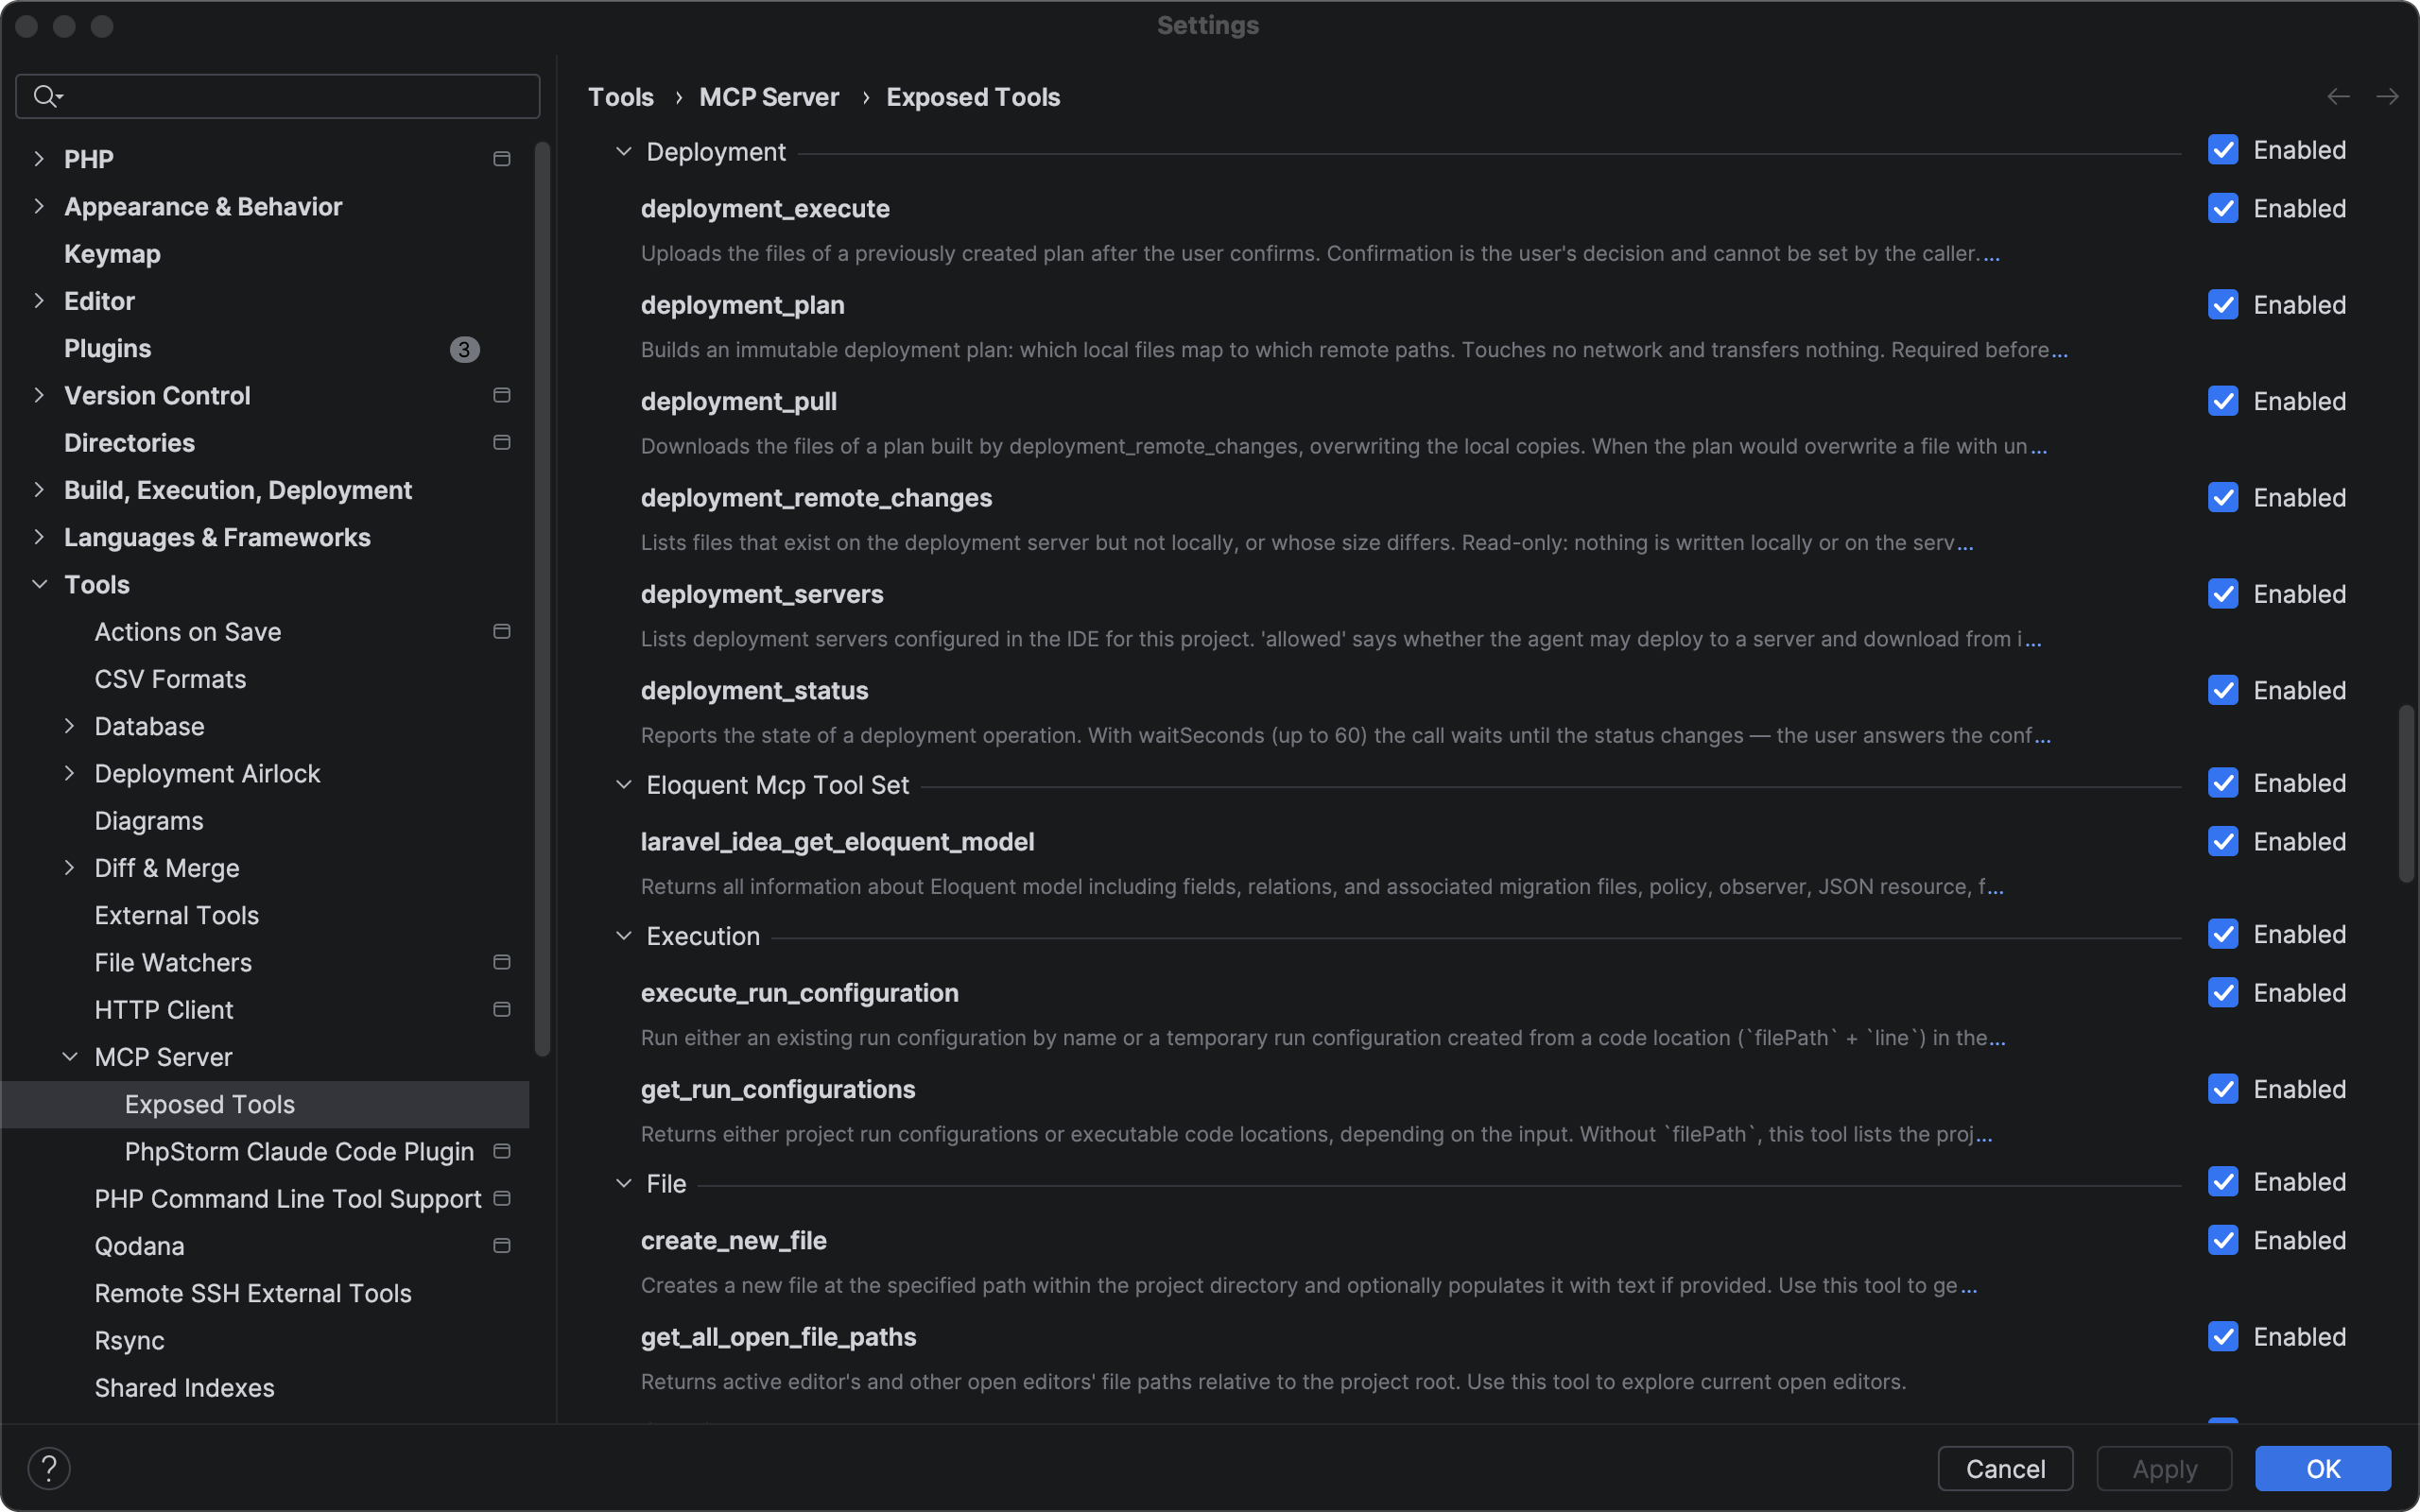 Settings
PHP
Appearance & Behavior
Keymap
Editor
Plugins
3
Version Control
Directories
Build, Execution, Deployment
Languages & Frameworks
Tools
Actions on Save
CSV Formats
Database
Deployment Airlock
Diagrams
Diff & Merge
External Tools
File Watchers
HTTP Client
MCP Server
Exposed Tools
PhpStorm Claude Code Plugin
PHP Command Line Tool Support
Qodana
Remote SSH External Tools
Rsync
Shared Indexes
Tools › MCP Server › Exposed Tools
Deployment
Enabled
deployment_execute
Enabled
Uploads the files of a previously created plan after the user confirms. Confirmation is the user's decision and cannot be set by the caller....
deployment_plan
Enabled
Builds an immutable deployment plan: which local files map to which remote paths. Touches no network and transfers nothing. Required before...
deployment_pull
Enabled
Downloads the files of a plan built by deployment_remote_changes, overwriting the local copies. When the plan would overwrite a file with un...
deployment_remote_changes
Enabled
Lists files that exist on the deployment server but not locally, or whose size differs. Read-only: nothing is written locally or on the serv...
deployment_servers
Enabled
Lists deployment servers configured in the IDE for this project. 'allowed' says whether the agent may deploy to a server and download from i...
deployment_status
Enabled
Reports the state of a deployment operation. With waitSeconds (up to 60) the call waits until the status changes — the user answers the conf...
Eloquent Mcp Tool Set
Enabled
laravel_idea_get_eloquent_model
Enabled
Returns all information about Eloquent model including fields, relations, and associated migration files, policy, observer, JSON resource, f...
Execution
Enabled
execute_run_configuration
Enabled
Run either an existing run configuration by name or a temporary run configuration created from a code location (`filePath` + `line`) in the...
get_run_configurations
Enabled
Returns either project run configurations or executable code locations, depending on the input. Without `filePath`, this tool lists the proj...
File
Enabled
create_new_file
Enabled
Creates a new file at the specified path within the project directory and optionally populates it with text if provided. Use this tool to ge...
get_all_open_file_paths
Enabled
Returns active editor's and other open editors' file paths relative to the project root. Use this tool to explore current open editors.
?
Cancel
Apply
OK